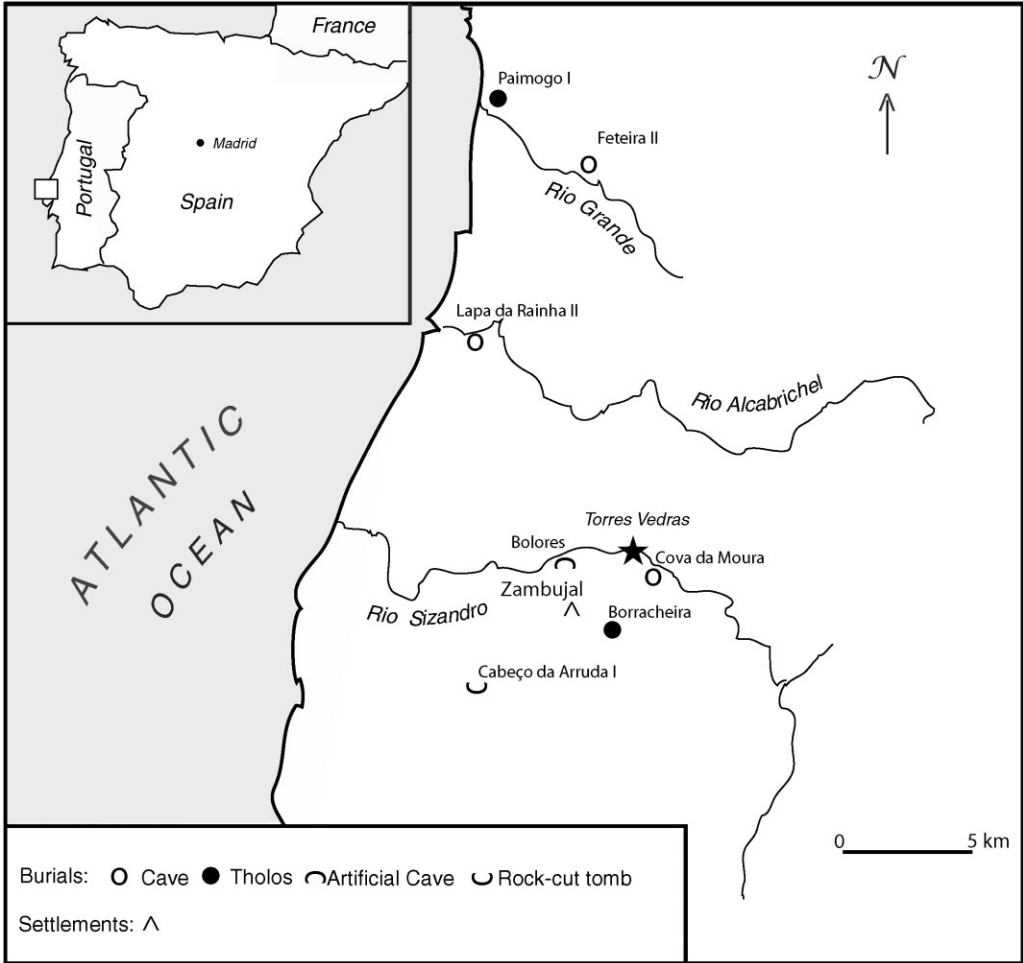 France
Madrid
Portugal
Spain
N
Paimogo I
Feteira II
Rio Grande
Lapa da Rainha II
Rio Alcabrichel
ATLANTIC
OCEAN
Torres Vedras
Bolores
Cova da Moura
Zambujal
Rio Sizandro
Borracheira
Cabeço da Arruda I
0 5 km
Burials: Cave Tholos Artificial Cave Rock-cut tomb
Settlements: